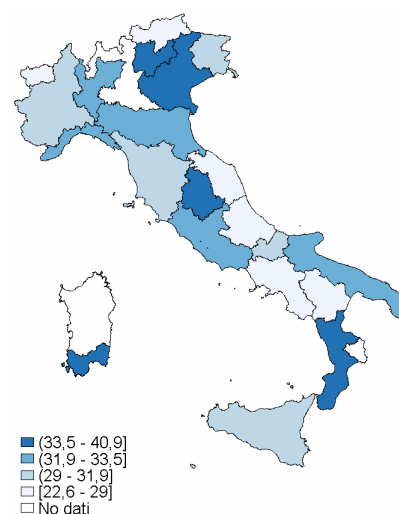 (33,5 - 40,9]
(31,9 - 33,5]
(29 - 31,9]
[22,6 - 29]
No dati